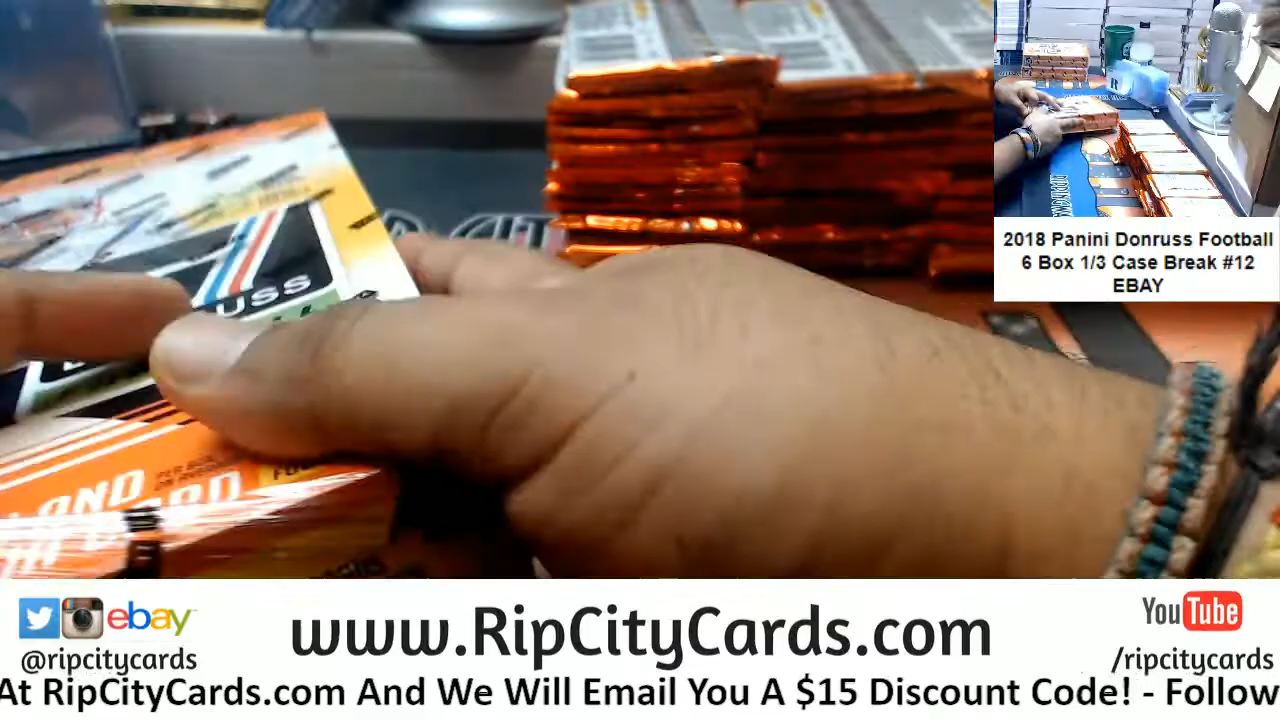 2018 Panini Donruss Football
6 Box 1/3 Case Break #12
EBAY
USS
ebay
www.RipCityCards.com
YouTube
@ripcitycards
/ripcitycards
At RipCityCards.com And We Will Email You A $15 Discount Code! - Follow